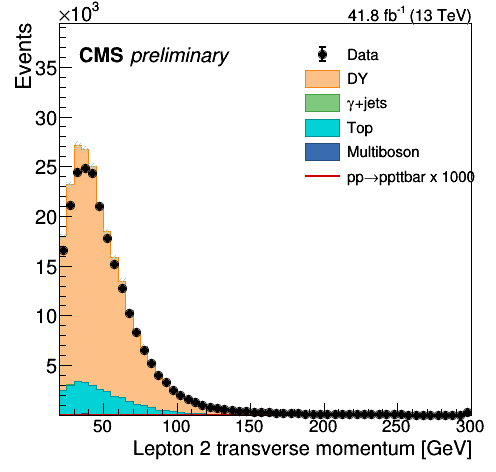 ×10³
41.8 fb⁻¹ (13 TeV)
Events
CMS preliminary
Data
DY
γ+jets
Top
Multiboson
pp→ppttbar x 1000
35
30
25
20
15
10
5
50 100 150 200 250 300
Lepton 2 transverse momentum [GeV]